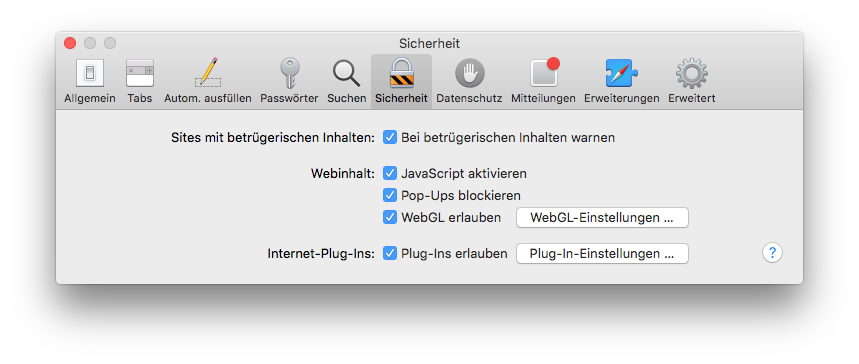 Sicherheit
Allgemein Tabs Autom. ausfüllen Passwörter Suchen Sicherheit Datenschutz Mitteilungen Erweiterungen Erweitert
Sites mit betrügerischen Inhalten: Bei betrügerischen Inhalten warnen
Webinhalt: JavaScript aktivieren
Pop-Ups blockieren
WebGL erlauben WebGL-Einstellungen ...
Internet-Plug-Ins: Plug-Ins erlauben Plug-In-Einstellungen ... ?